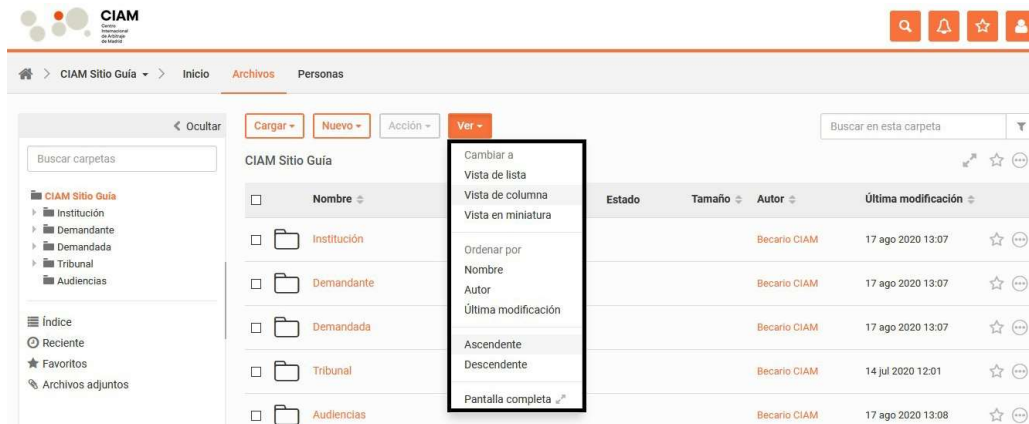 CIAM
Centro
Internacional
de Arbitraje
de Madrid
CIAM Sitio Guía Inicio Archivos Personas
Ocultar
Buscar carpetas
CIAM Sitio Guía
Institución
Demandante
Demandada
Tribunal
Audiencias
Índice
Reciente
Favoritos
Archivos adjuntos
Cargar Nuevo Acción Ver
Buscar en esta carpeta
CIAM Sitio Guía
Cambiar a
Vista de lista
Vista de columna
Vista en miniatura
Ordenar por
Nombre
Autor
Última modificación
Ascendente
Descendente
Pantalla completa
Nombre Estado Tamaño Autor Última modificación
Institución Becario CIAM 17 ago 2020 13:07
Demandante Becario CIAM 17 ago 2020 13:07
Demandada Becario CIAM 17 ago 2020 13:07
Tribunal Becario CIAM 14 jul 2020 12:01
Audiencias Becario CIAM 17 ago 2020 13:08